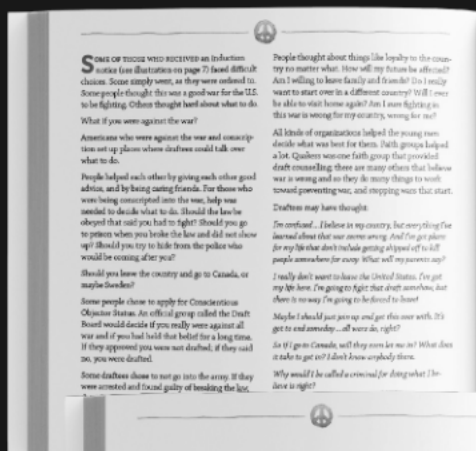 SOME OF THOSE WHO RECEIVED an induction
notice (see illustration on page 7) faced difficult
choices. Some simply went, as they were ordered to.
Some people thought this was a good war for the U.S.
to be fighting. Others thought hard about what to do.
What if you were against the war?
Americans who were against the war and conscrip-
tion set up places where draftees could talk over
what to do.
People helped each other by giving each other good
advice, and by being caring friends. For those who
were being conscripted into the war, help was
needed to decide what to do. Should the law be
obeyed that said you had to fight? Should you go
to prison when you broke the law and did not show
up? Should you try to hide from the police who
would be coming after you?
Should you leave the country and go to Canada, or
maybe Sweden?
Some people chose to apply for Conscientious
Objector Status. An official group called the Draft
Board would decide if you really were against all
war and if you had held that belief for a long time.
If they approved you were not drafted; if they said
no, you were drafted.
Some draftees chose to not go into the army. If they
were arrested and found guilty of breaking the law,
People thought about things like loyalty to the coun-
try no matter what. How will my future be affected?
Am I willing to leave family and friends? Do I really
want to start over in a different country? Will I ever
be able to visit home again? Am I sure fighting in
this war is wrong for my country, wrong for me?
All kinds of organizations helped the young men
decide what was best for them. Faith groups helped
a lot. Quakers was one faith group that provided
draft counselling; there are many others that believe
war is wrong and so they do many things to work
toward preventing war, and stopping wars that start.
Draftees may have thought:
I'm confused... I believe in my country, but everything I've
learned about that war seems wrong. And I've got plans
for my life that don't include getting shipped off to kill
people somewhere far away. What will my parents say?
I really don't want to leave the United States. I've got
my life here. I'm going to fight that draft somehow, but
there is no way I'm going to be forced to leave!
Maybe I should just join up and get this over with. It's
got to end someday... all wars do, right?
So if I go to Canada, will they even let me in? What does
it take to get in? I don't know anybody there.
Why would I be called a criminal for doing what I be-
lieve is right?